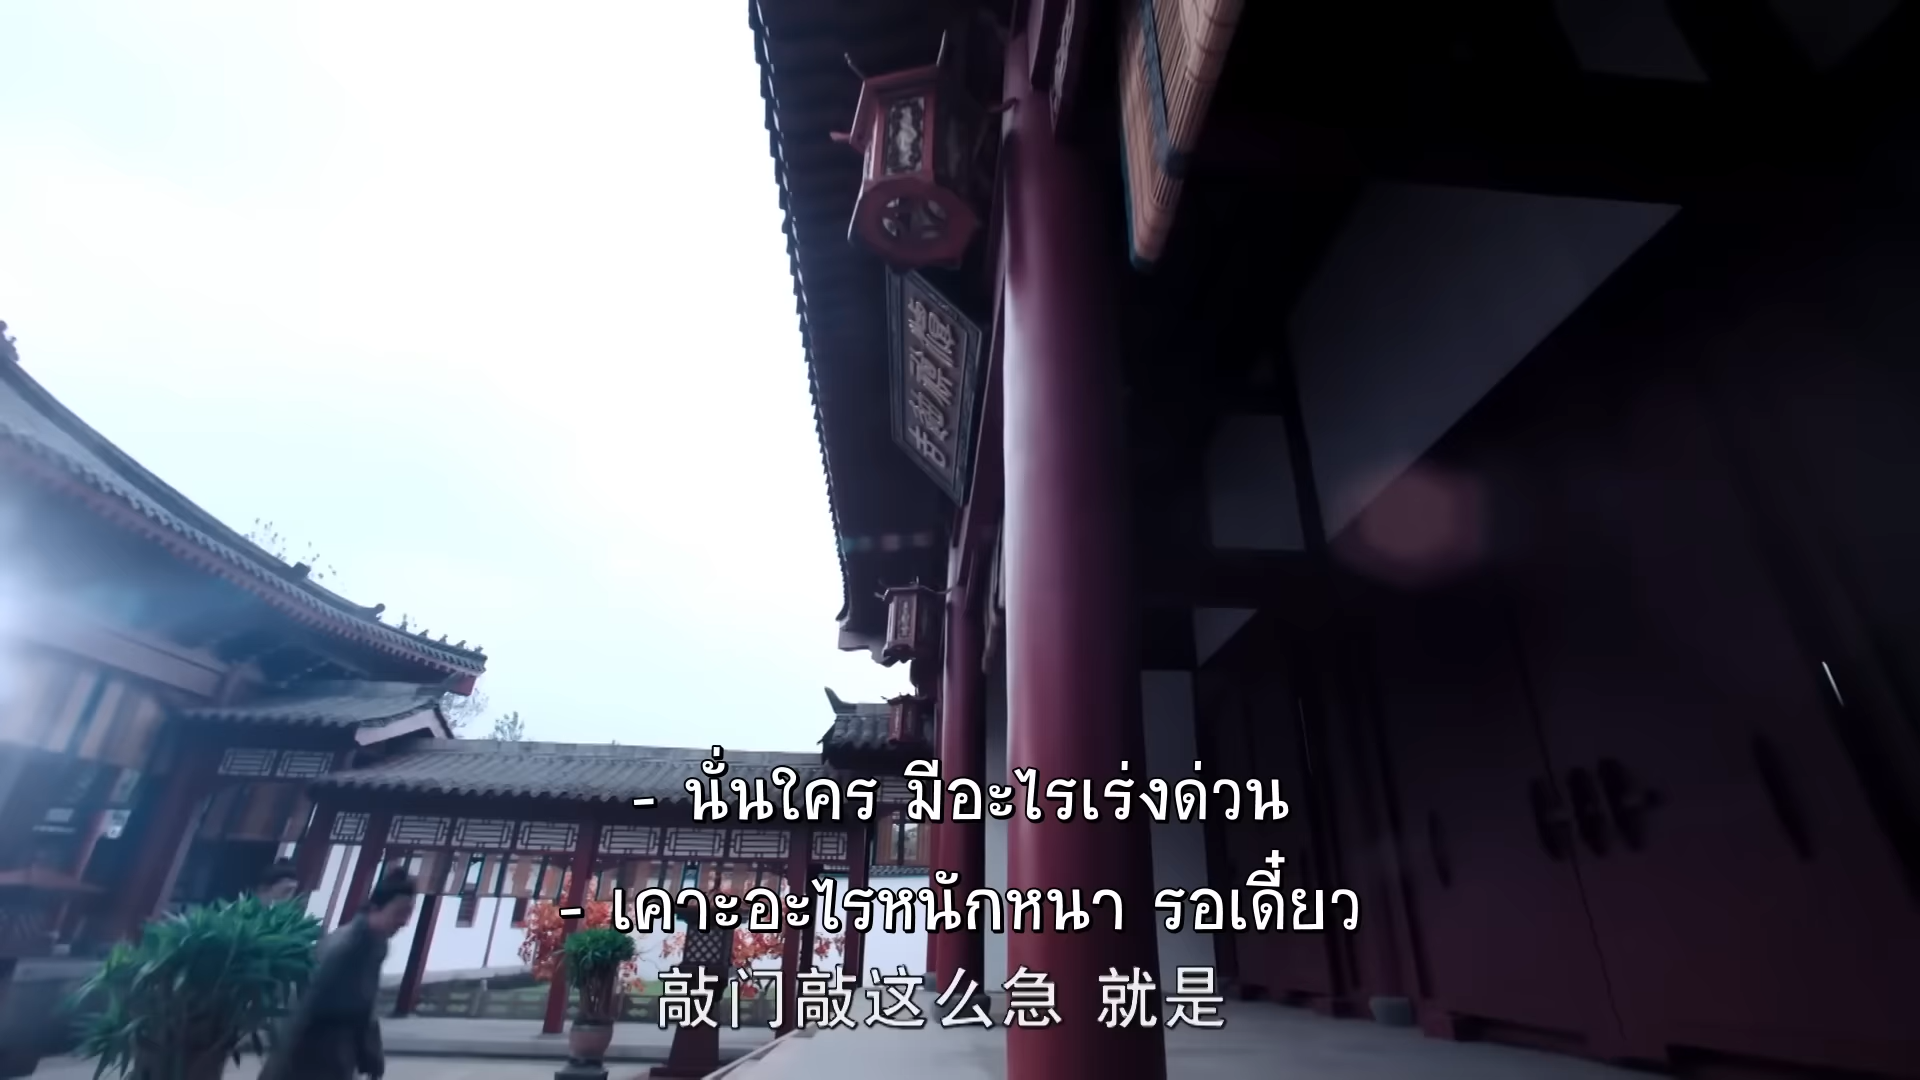 - นั่นใคร มีอะไรเร่งด่วน
- เคาะอะไรหนักหนา รอเดี๋ยว
敲门敲这么急 就是